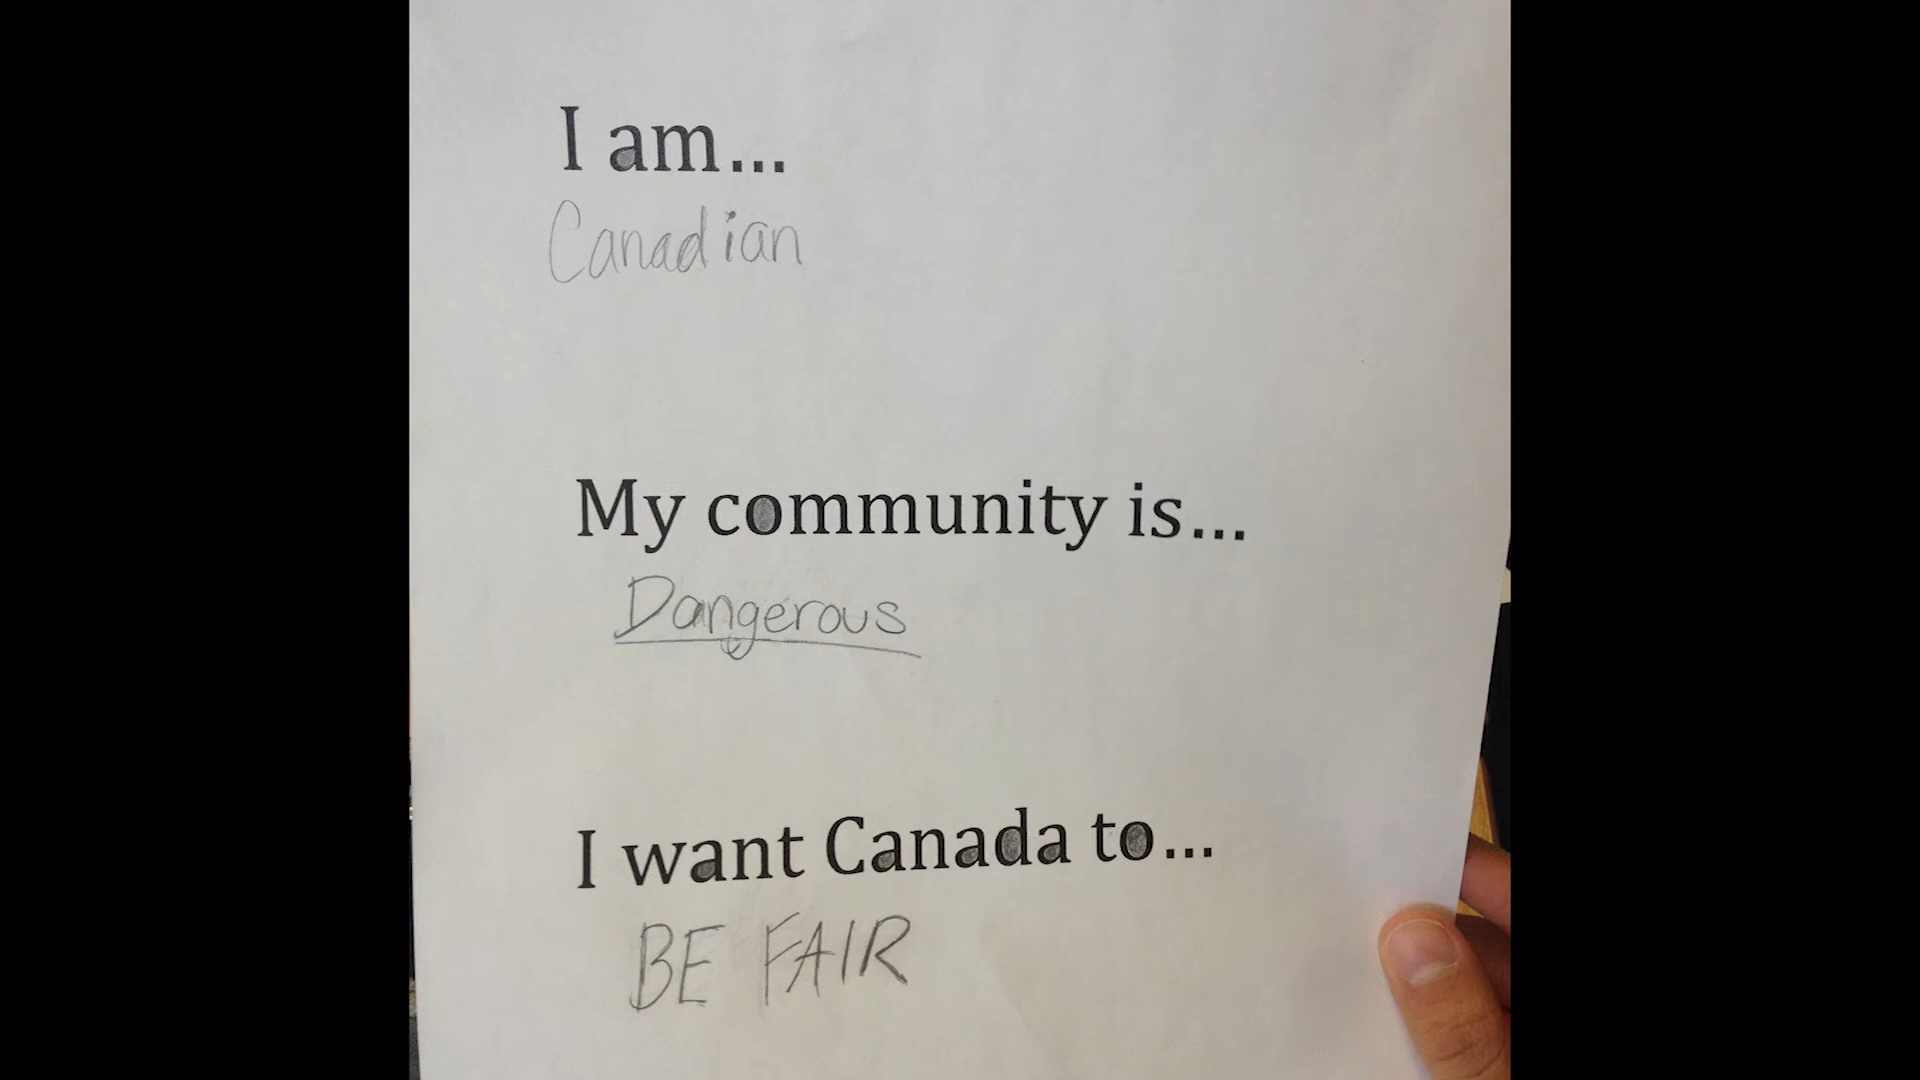 I am...
Canadian
My community is...
Dangerous
I want Canada to...
BE FAIR